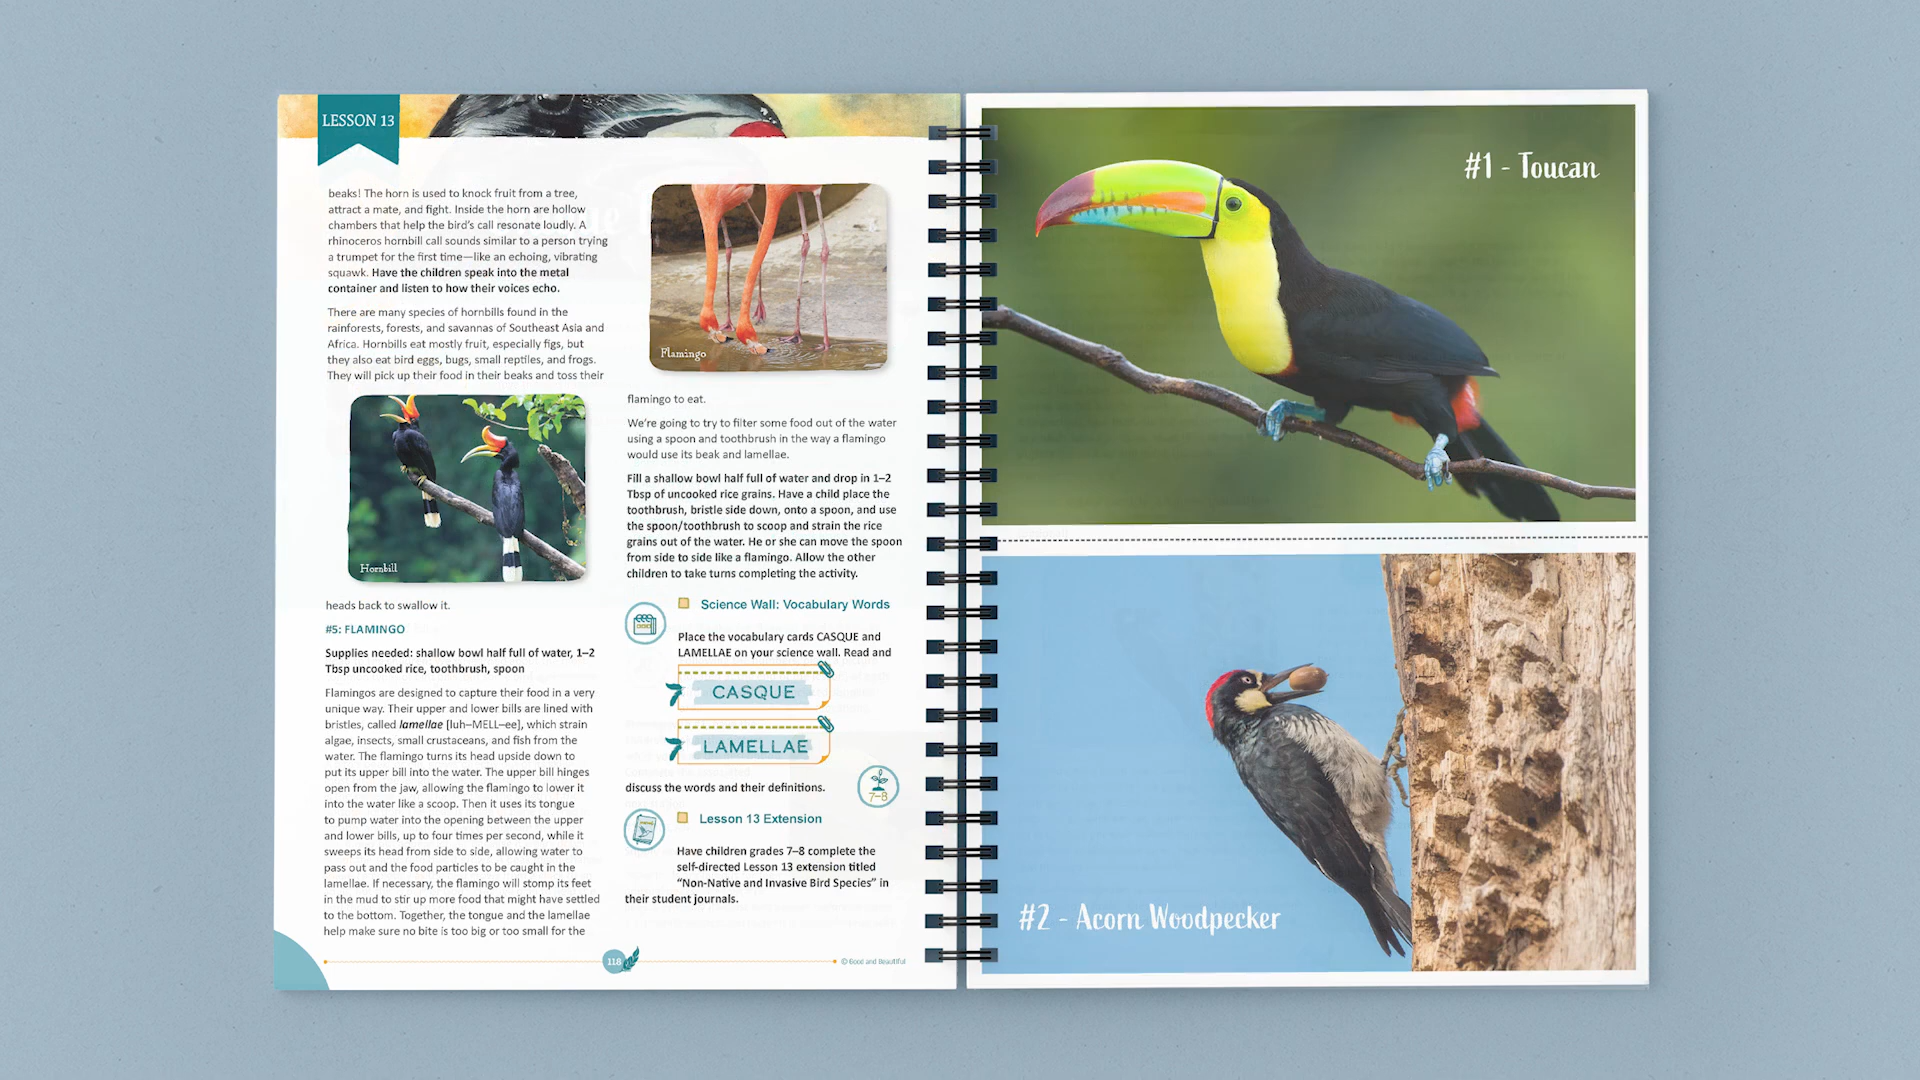 LESSON 13
beaks! The horn is used to knock fruit from a tree,
attract a mate, and fight. Inside the horn are hollow
chambers that help the bird's call resonate loudly. A
rhinoceros hornbill call sounds similar to a person trying
a trumpet for the first time—like an echoing, vibrating
squawk. Have the children speak into the metal
container and listen to how their voices echo.
There are many species of hornbills found in the
rainforests, forests, and savannas of Southeast Asia and
Africa. Hornbills eat mostly fruit, especially figs, but
they also eat bird eggs, bugs, small reptiles, and frogs.
They will pick up their food in their beaks and toss their
Hornbill
heads back to swallow it.
#5: FLAMINGO
Supplies needed: shallow bowl half full of water, 1–2
Tbsp uncooked rice, toothbrush, spoon
Flamingos are designed to capture their food in a very
unique way. Their upper and lower bills are lined with
bristles, called lamellae [luh–MELL–ee], which strain
algae, insects, small crustaceans, and fish from the
water. The flamingo turns its head upside down to
put its upper bill into the water. The upper bill hinges
open from the jaw, allowing the flamingo to lower it
into the water like a scoop. Then it uses its tongue
to pump water into the opening between the upper
and lower bills, up to four times per second, while it
sweeps its head from side to side, allowing water to
pass out and the food particles to be caught in the
lamellae. If necessary, the flamingo will stomp its feet
in the mud to stir up more food that might have settled
to the bottom. Together, the tongue and the lamellae
help make sure no bite is too big or too small for the
Flamingo
flamingo to eat.
We're going to try to filter some food out of the water
using a spoon and toothbrush in the way a flamingo
would use its beak and lamellae.
Fill a shallow bowl half full of water and drop in 1–2
Tbsp of uncooked rice grains. Have a child place the
toothbrush, bristle side down, onto a spoon, and use
the spoon/toothbrush to scoop and strain the rice
grains out of the water. He or she can move the spoon
from side to side like a flamingo. Allow the other
children to take turns completing the activity.
Science Wall: Vocabulary Words
Place the vocabulary cards CASQUE and
LAMELLAE on your science wall. Read and
CASQUE
LAMELLAE
discuss the words and their definitions.
7–8
Lesson 13 Extension
Have children grades 7–8 complete the
self-directed Lesson 13 extension titled
"Non-Native and Invasive Bird Species" in
their student journals.
118
© Good and Beautiful
#1 - Toucan
#2 - Acorn Woodpecker